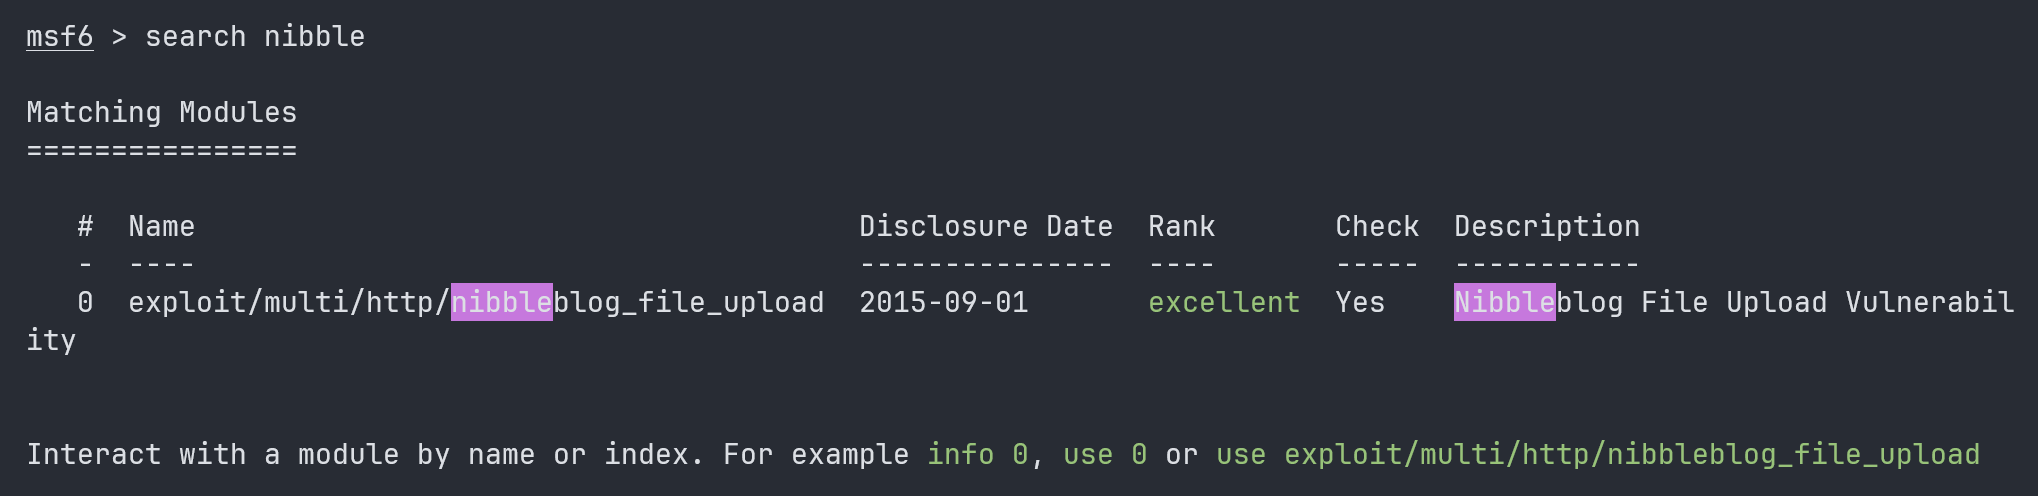 msf6 > search nibble
Matching Modules
================
# Name Disclosure Date Rank Check Description
- ---- --------------- ---- ----- -----------
0 exploit/multi/http/nibbleblog_file_upload 2015-09-01 excellent Yes Nibbleblog File Upload Vulnerabil
ity
Interact with a module by name or index. For example info 0, use 0 or use exploit/multi/http/nibbleblog_file_upload